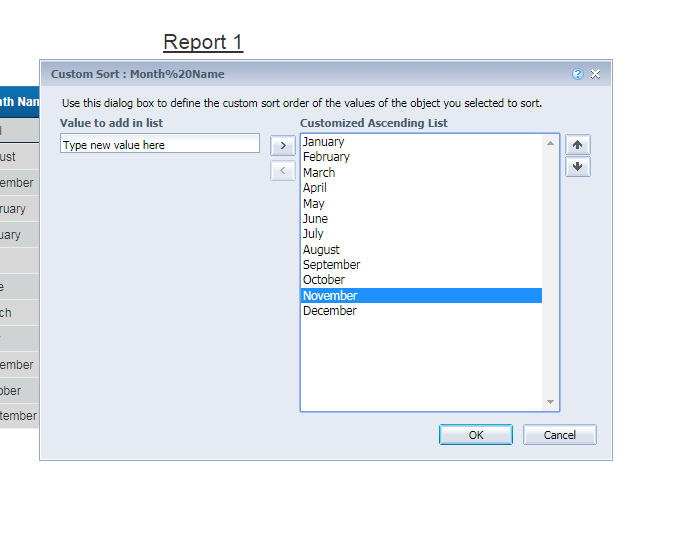 Report 1
Custom Sort : Month%20Name
Use this dialog box to define the custom sort order of the values of the object you selected to sort.
Value to add in list
Customized Ascending List
Type new value here
>
<
January
February
March
April
May
June
July
August
September
October
November
December
OK
Cancel
nth Nan
l
ust
ember
ruary
uary
e
ch
ember
ober
tember